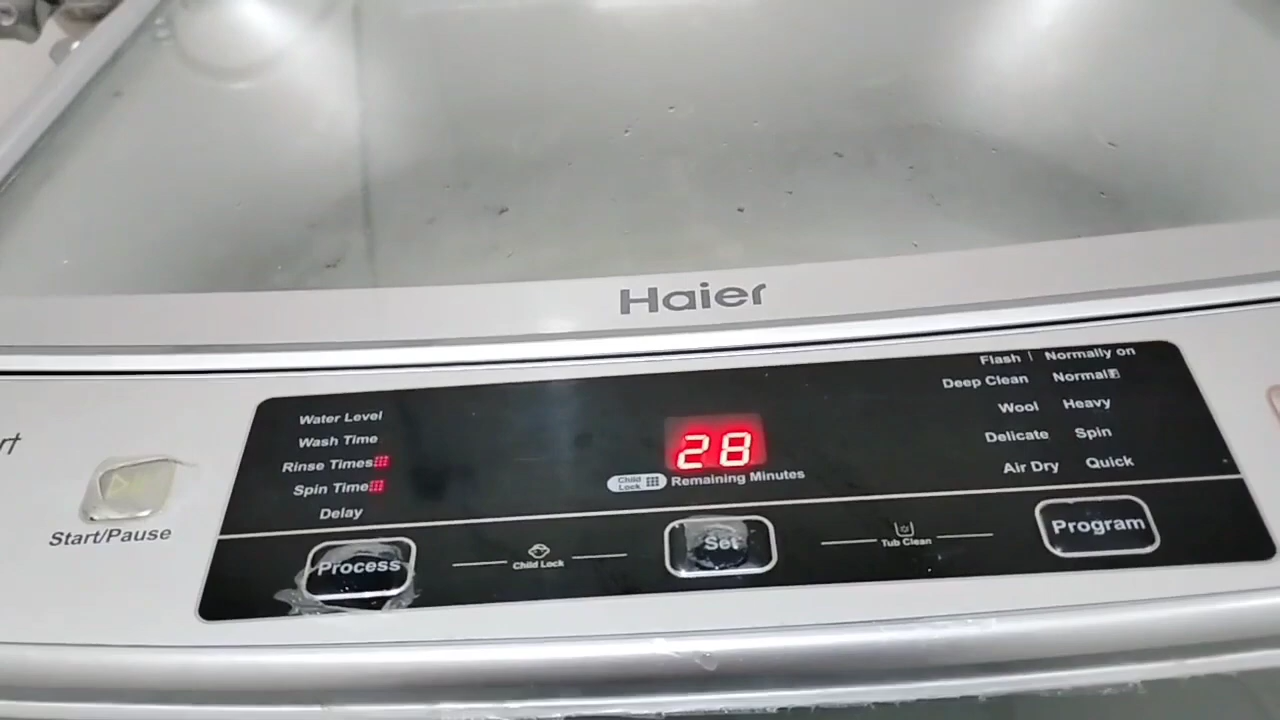 Haier
Flash | Normally on
Deep Clean Normal
Wool Heavy
Delicate Spin
Air Dry Quick
Water Level
Wash Time
Rinse Times
Spin Time
Delay
28
Child Lock Remaining Minutes
Start/Pause
Process
Child Lock
Set
Tub Clean
Program